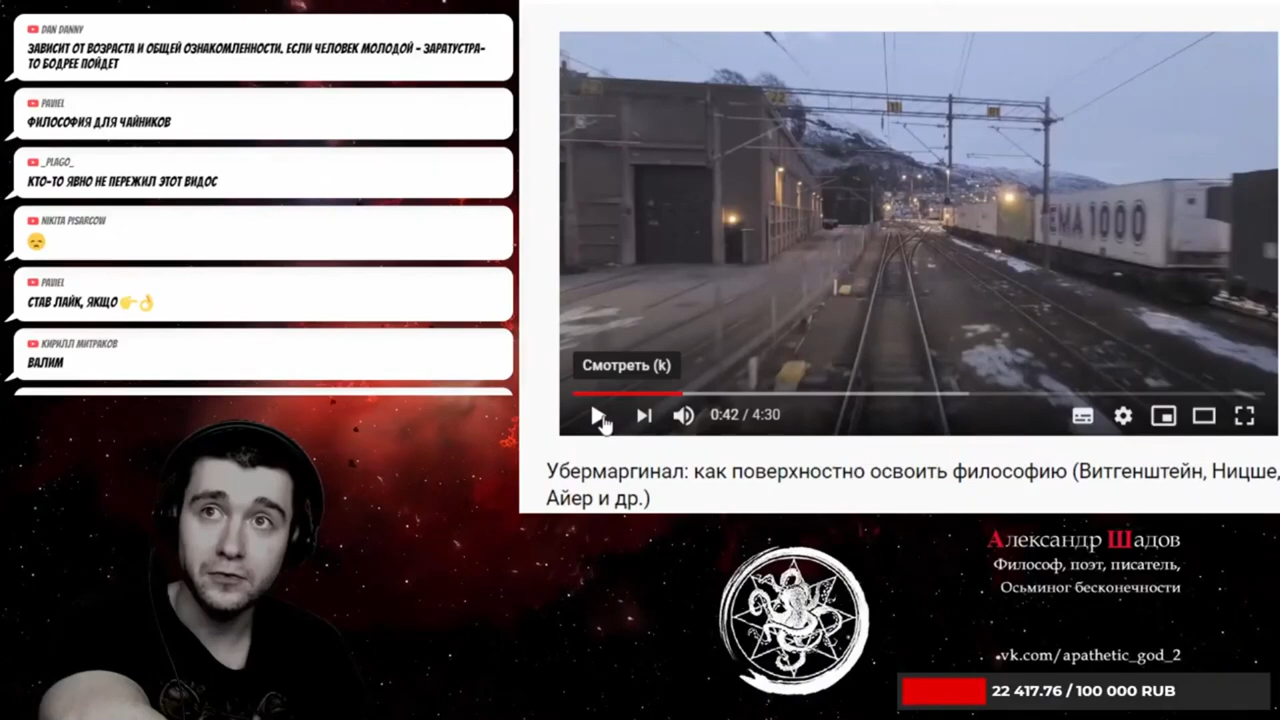 DAN DANNY
ЗАВИСИТ ОТ ВОЗРАСТА И ОБЩЕЙ ОЗНАКОМЛЕННОСТИ. ЕСЛИ ЧЕЛОВЕК МОЛОДОЙ - ЗАРАТУСТРА-
ТО БОДРЕЕ ПОЙДЕТ
PAVIEL
ФИЛОСОФИЯ ДЛЯ ЧАЙНИКОВ
_PLAGO_
КТО-ТО ЯВНО НЕ ПЕРЕЖИЛ ЭТОТ ВИДОС
NIKITA PISARCOW
😞
PAVIEL
СТАВ ЛАЙК, ЯКЩО 👉👌
КИРИЛЛ МИТРАКОВ
ВАЛИМ
REMA 1000
Смотреть (k)
0:42 / 4:30
Убермаргинал: как поверхностно освоить философию (Витгенштейн, Ницше,
Айер и др.)
Александр Шадов
Философ, поэт, писатель,
Осьминог бесконечности
vk.com/apathetic_god_2
22 417.76 / 100 000 RUB